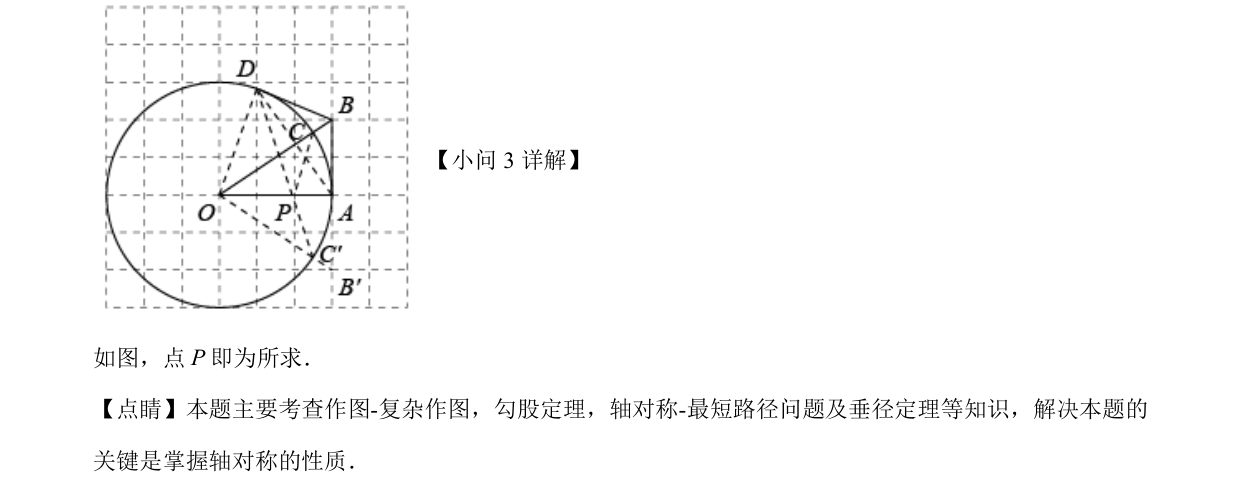 D
B
C
【小问 3 详解】
O
P
A
C′
B′
如图，点 P 即为所求．
【点睛】本题主要考查作图-复杂作图，勾股定理，轴对称-最短路径问题及垂径定理等知识，解决本题的
关键是掌握轴对称的性质．